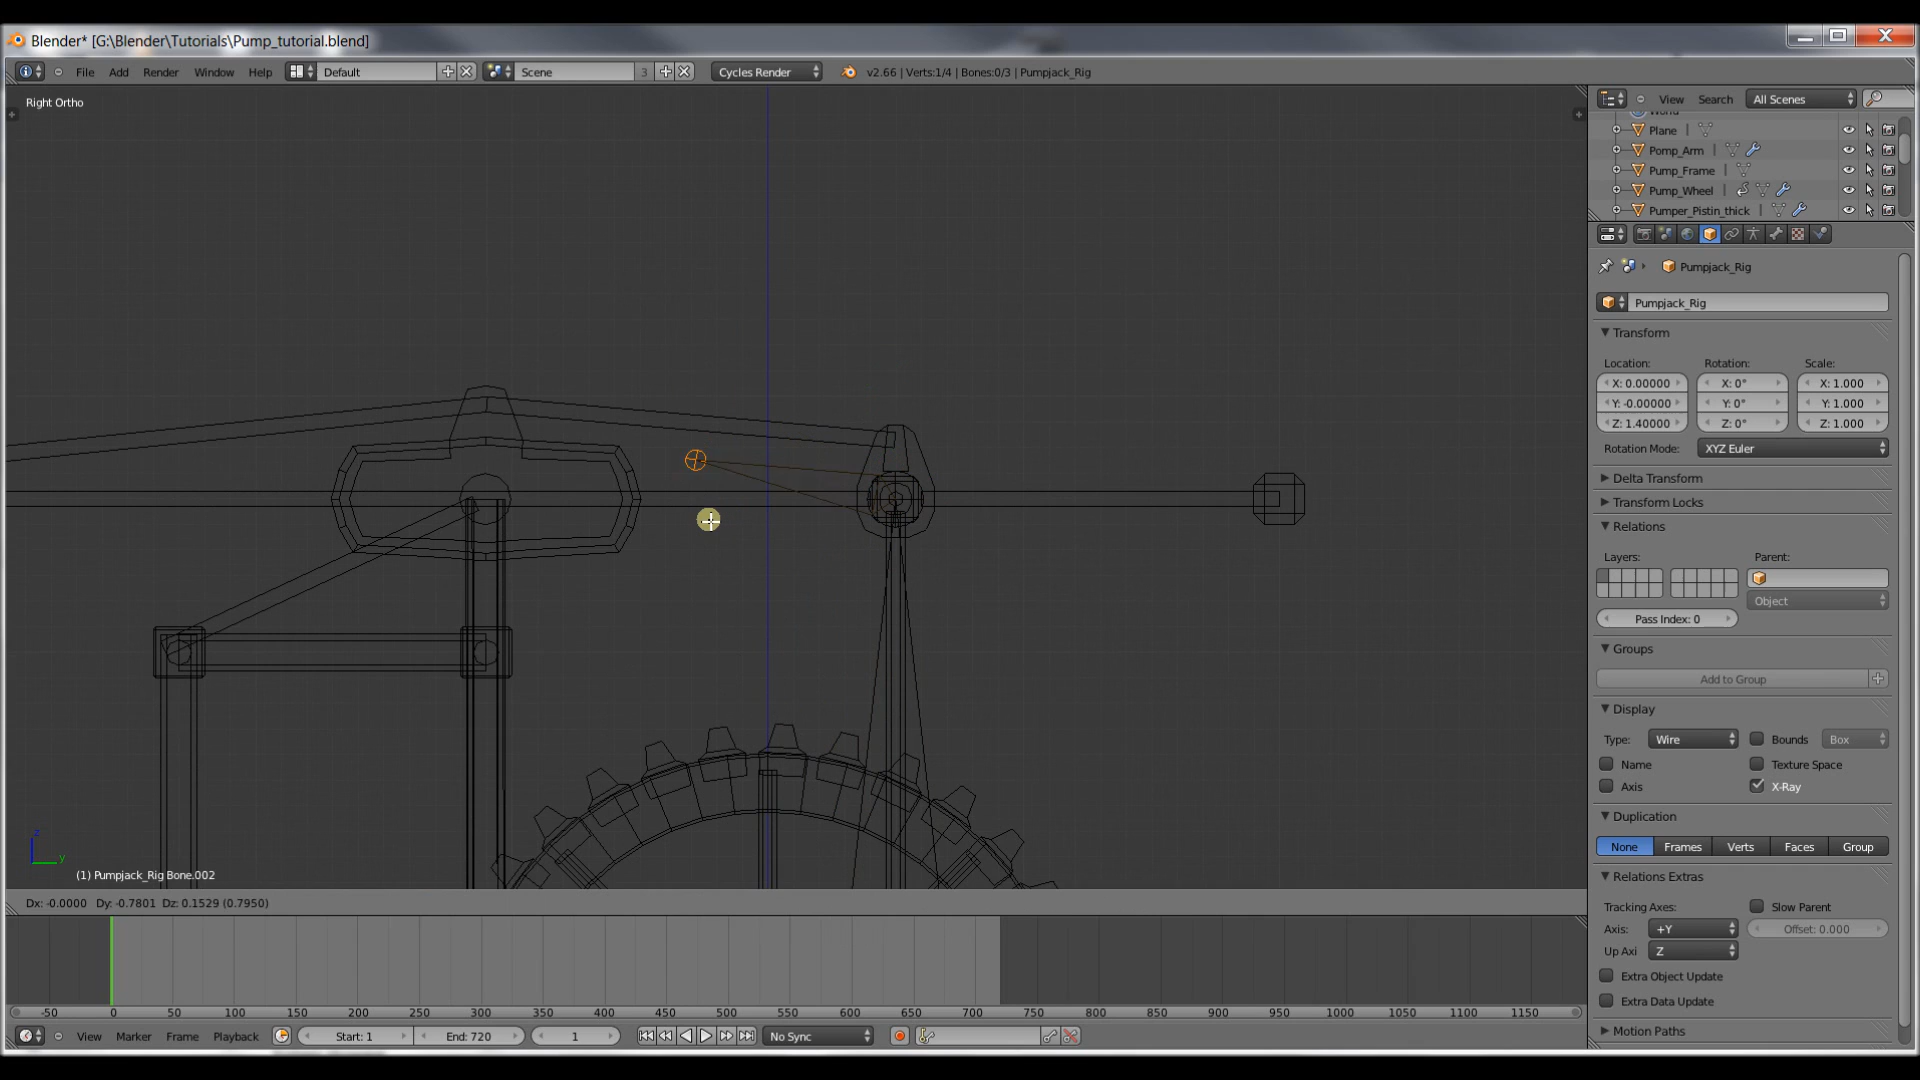 Blender* [G:\Blender\Tutorials\Pump_tutorial.blend]
File Add Render Window Help Default Scene 3 Cycles Render v2.66 | Verts:1/4 | Bones:0/3 | Pumpjack_Rig
Right Ortho
View Search All Scenes
World
Plane
Pomp_Arm
Pump_Frame
Pump_Wheel
Pumper_Pistin_thick
Pumpjack_Rig
Pumpjack_Rig
Transform
Location: Rotation: Scale:
X: 0.00000 X: 0° X: 1.000
Y: -0.00000 Y: 0° Y: 1.000
Z: 1.40000 Z: 0° Z: 1.000
Rotation Mode: XYZ Euler
Delta Transform
Transform Locks
Relations
Layers: Parent:
Object
Pass Index: 0
Groups
Add to Group
Display
Type: Wire Bounds Box
Name Texture Space
Axis X-Ray
Duplication
None Frames Verts Faces Group
Relations Extras
Tracking Axes: Slow Parent
Axis: +Y Offset: 0.000
Up Axi Z
Extra Object Update
Extra Data Update
Motion Paths
z
y
(1) Pumpjack_Rig Bone.002
Dx: -0.0000 Dy: -0.7801 Dz: 0.1529 (0.7950)
-50 0 50 100 150 200 250 300 350 400 450 500 550 600 650 700 750 800 850 900 950 1000 1050 1100 1150
View Marker Frame Playback Start: 1 End: 720 1 No Sync